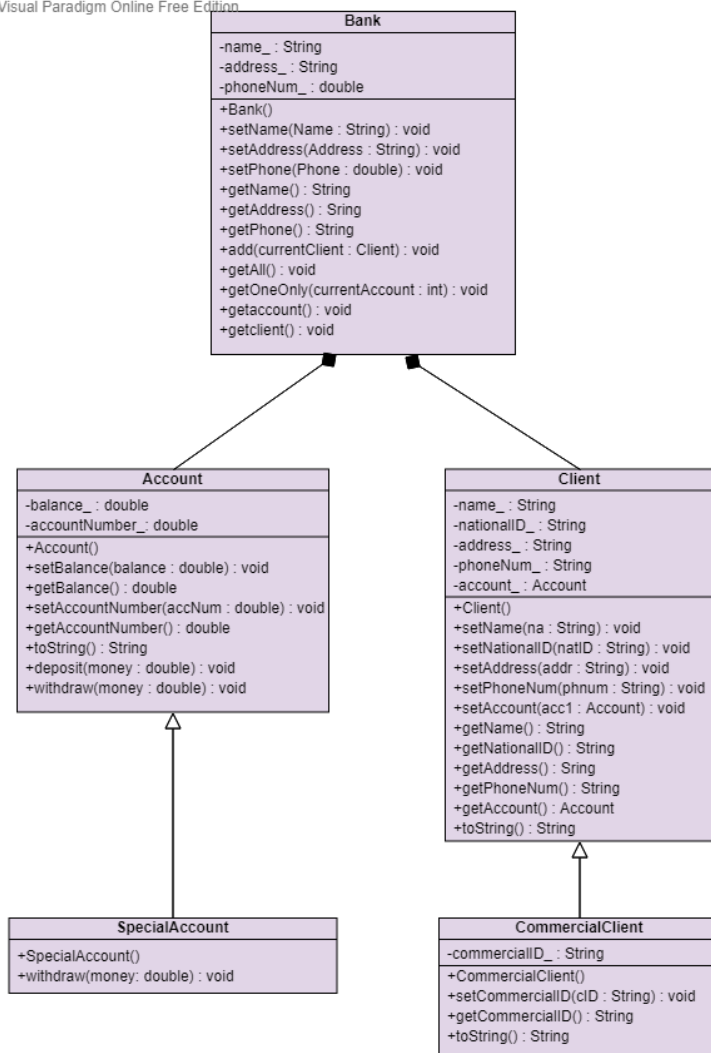 Visual Paradigm Online Free Edition
Bank
-name_ : String
-address_ : String
-phoneNum_ : double
+Bank()
+setName(Name : String) : void
+setAddress(Address : String) : void
+setPhone(Phone : double) : void
+getName() : String
+getAddress() : Sring
+getPhone() : String
+add(currentClient : Client) : void
+getAll() : void
+getOneOnly(currentAccount : int) : void
+getaccount() : void
+getclient() : void
Account
-balance_ : double
-accountNumber_: double
+Account()
+setBalance(balance : double) : void
+getBalance() : double
+setAccountNumber(accNum : double) : void
+getAccountNumber() : double
+toString() : String
+deposit(money : double) : void
+withdraw(money : double) : void
Client
-name_ : String
-nationalID_ : String
-address_ : String
-phoneNum_ : String
-account_ : Account
+Client()
+setName(na : String) : void
+setNationalID(natID : String) : void
+setAddress(addr : String) : void
+setPhoneNum(phnum : String) : void
+setAccount(acc1 : Account) : void
+getName() : String
+getNationalID() : String
+getAddress() : Sring
+getPhoneNum() : String
+getAccount() : Account
+toString() : String
SpecialAccount
+SpecialAccount()
+withdraw(money: double) : void
CommercialClient
-commercialID_ : String
+CommercialClient()
+setCommercialID(cID : String) : void
+getCommercialID() : String
+toString() : String